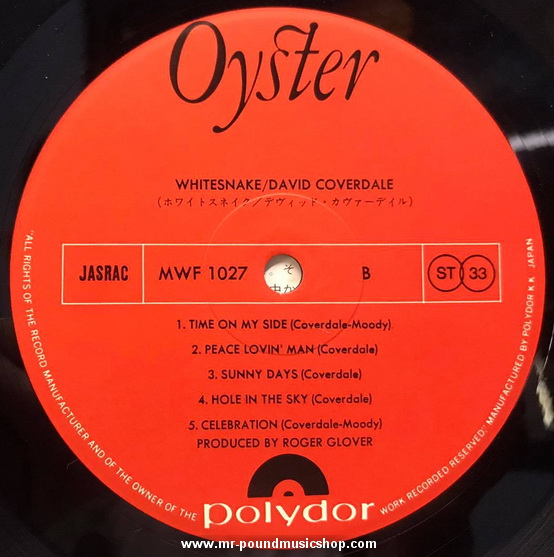 Oyster
WHITESNAKE/DAVID COVERDALE
(ホワイトスネイク/デヴィッド・カヴァーデイル)
JASRAC MWF 1027 B ST 33
そ
中か
1. TIME ON MY SIDE (Coverdale-Moody)
2. PEACE LOVIN' MAN (Coverdale)
3. SUNNY DAYS (Coverdale)
4. HOLE IN THE SKY (Coverdale)
5. CELEBRATION (Coverdale-Moody)
PRODUCED BY ROGER GLOVER
"ALL RIGHTS OF THE RECORD MANUFACTURER AND OF THE OWNER OF THE WORK RECORDED RESERVED." MANUFACTURED BY POLYDOR K.K. JAPAN
polydor
www.mr-poundmusicshop.com